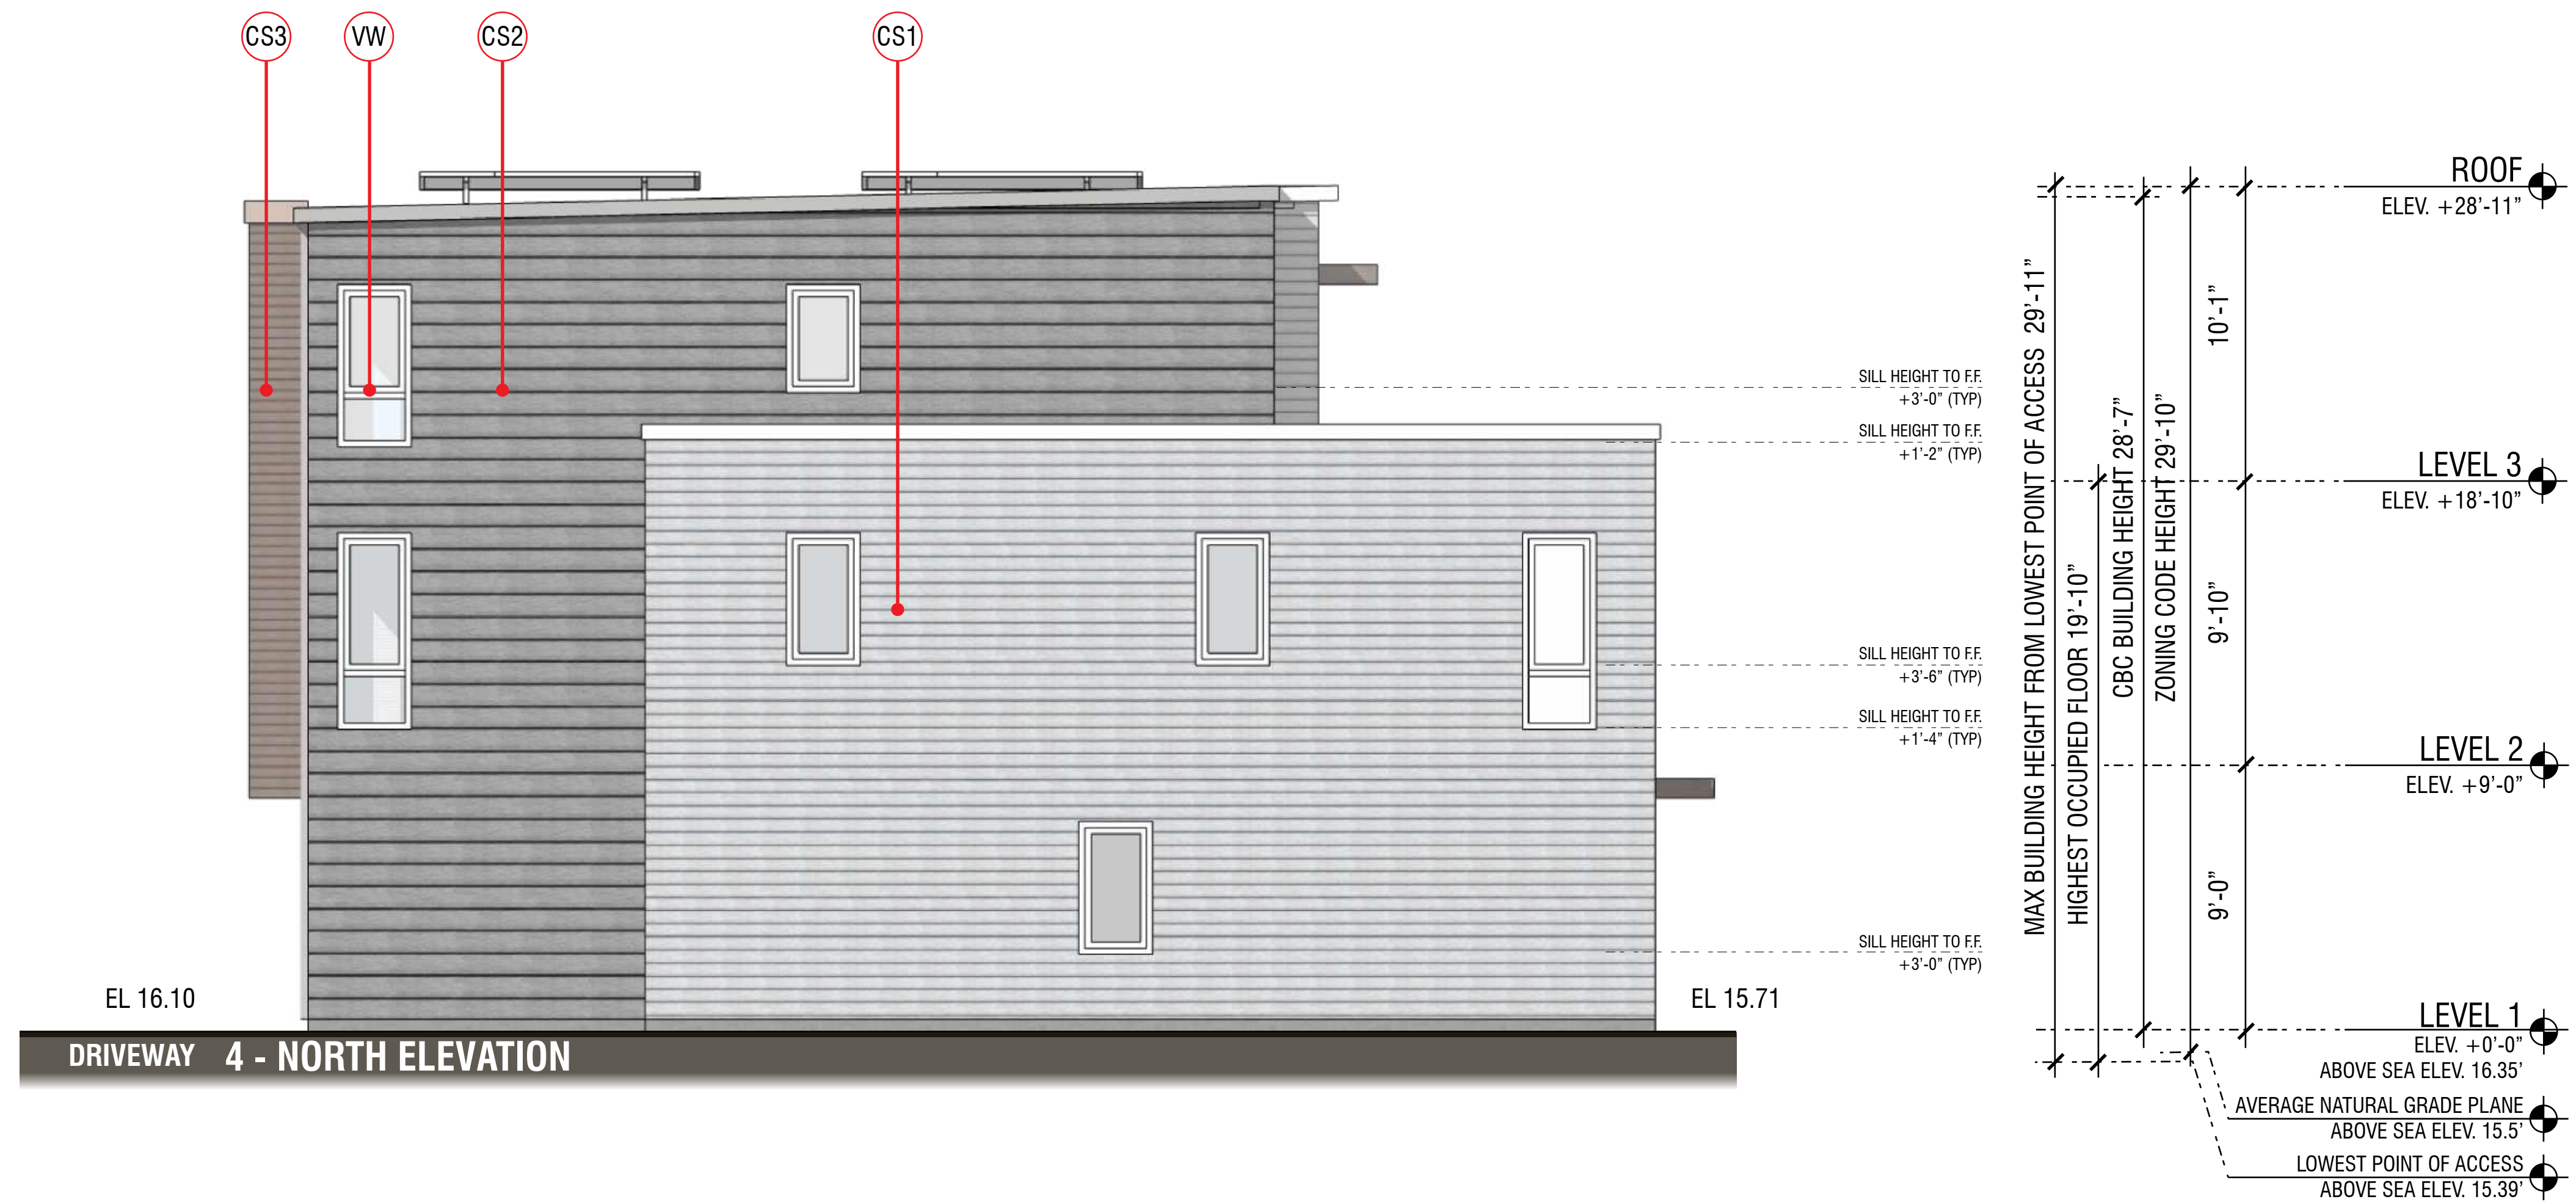 CS3
VW
CS2
CS1
ROOF
ELEV. +28’-11”
LEVEL 3
ELEV. +18’-10”
LEVEL 2
ELEV. +9’-0”
LEVEL 1
ELEV. +0’-0”
ABOVE SEA ELEV. 16.35’
AVERAGE NATURAL GRADE PLANE
ABOVE SEA ELEV. 15.5’
LOWEST POINT OF ACCESS
ABOVE SEA ELEV. 15.39’
SILL HEIGHT TO F.F.
+3’-0” (TYP)
SILL HEIGHT TO F.F.
+1’-2” (TYP)
SILL HEIGHT TO F.F.
+3’-6” (TYP)
SILL HEIGHT TO F.F.
+1’-4” (TYP)
SILL HEIGHT TO F.F.
+3’-0” (TYP)
MAX BUILDING HEIGHT FROM LOWEST POINT OF ACCESS 29’-11”
HIGHEST OCCUPIED FLOOR 19’-10”
CBC BUILDING HEIGHT 28’-7”
ZONING CODE HEIGHT 29’-10”
10’-1”
9’-10”
9’-0”
EL 16.10
EL 15.71
DRIVEWAY 4 - NORTH ELEVATION